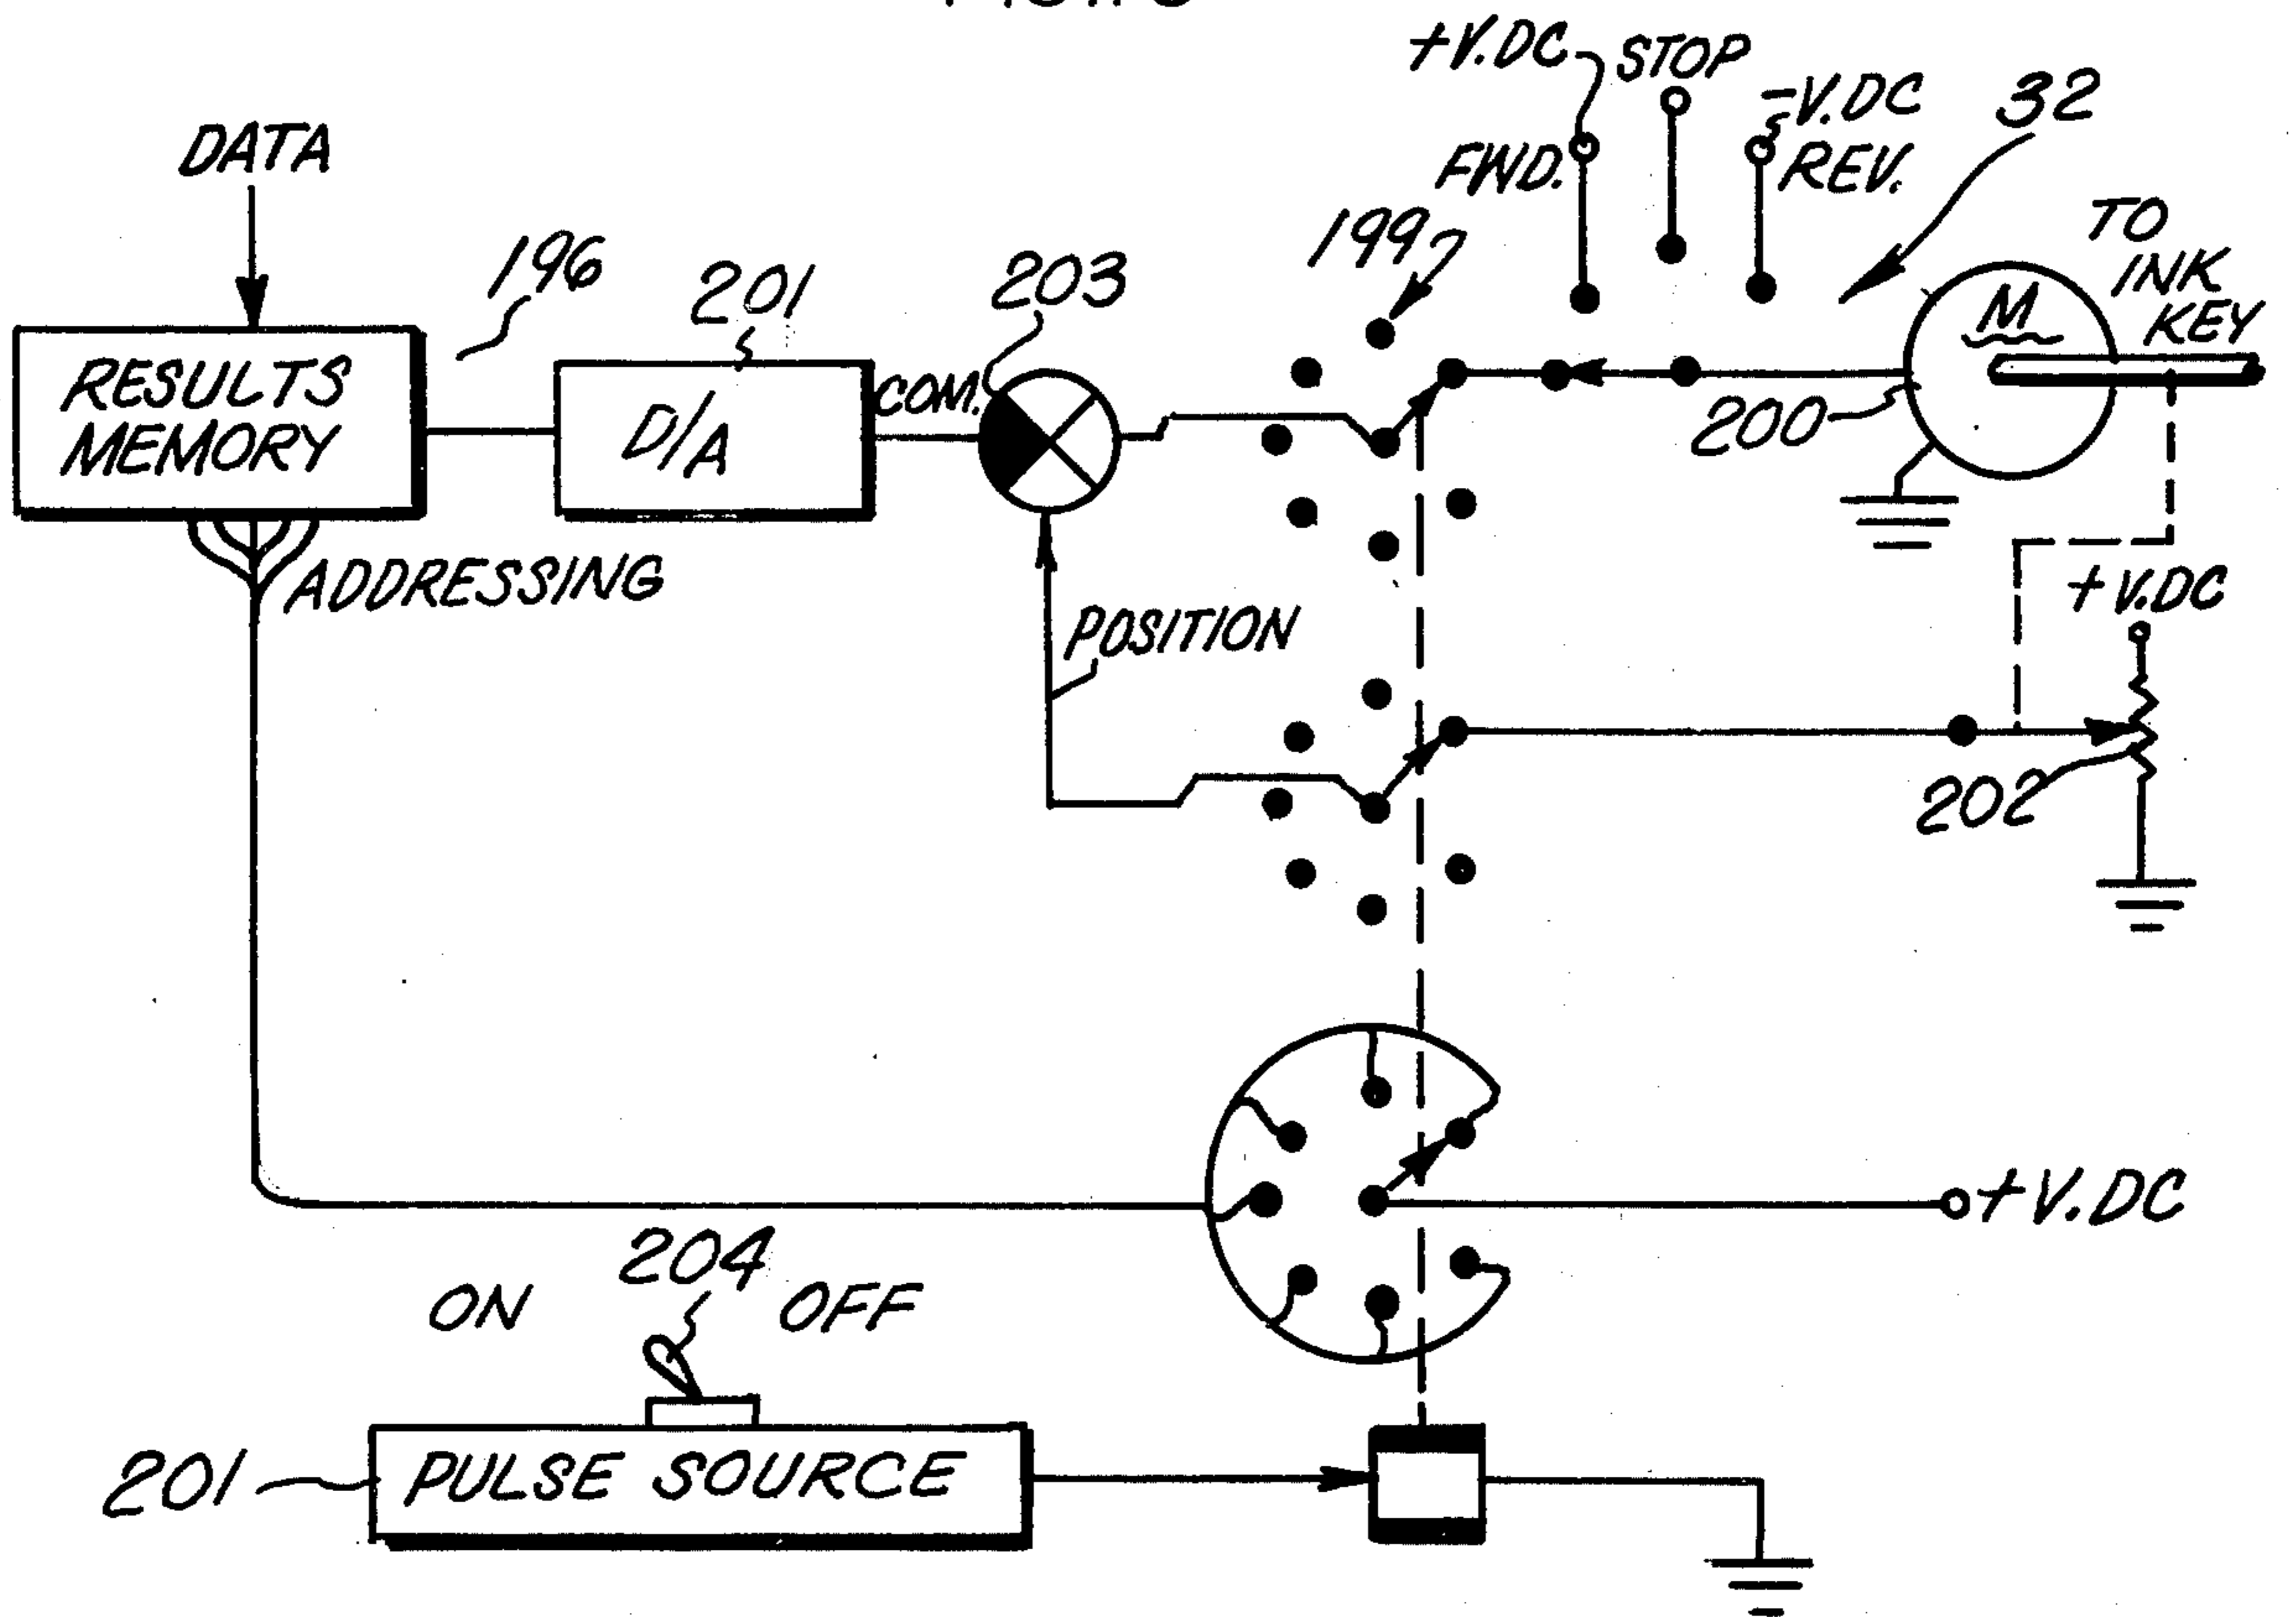 +V.DC
STOP
-V.DC
32
DATA
FWD.
REV.
199
TO
INK
KEY
196
201
203
M
RESULTS
MEMORY
D/A
COM.
200
ADDRESSING
+V.DC
POSITION
202
+V.DC
204
ON
OFF
201
PULSE SOURCE